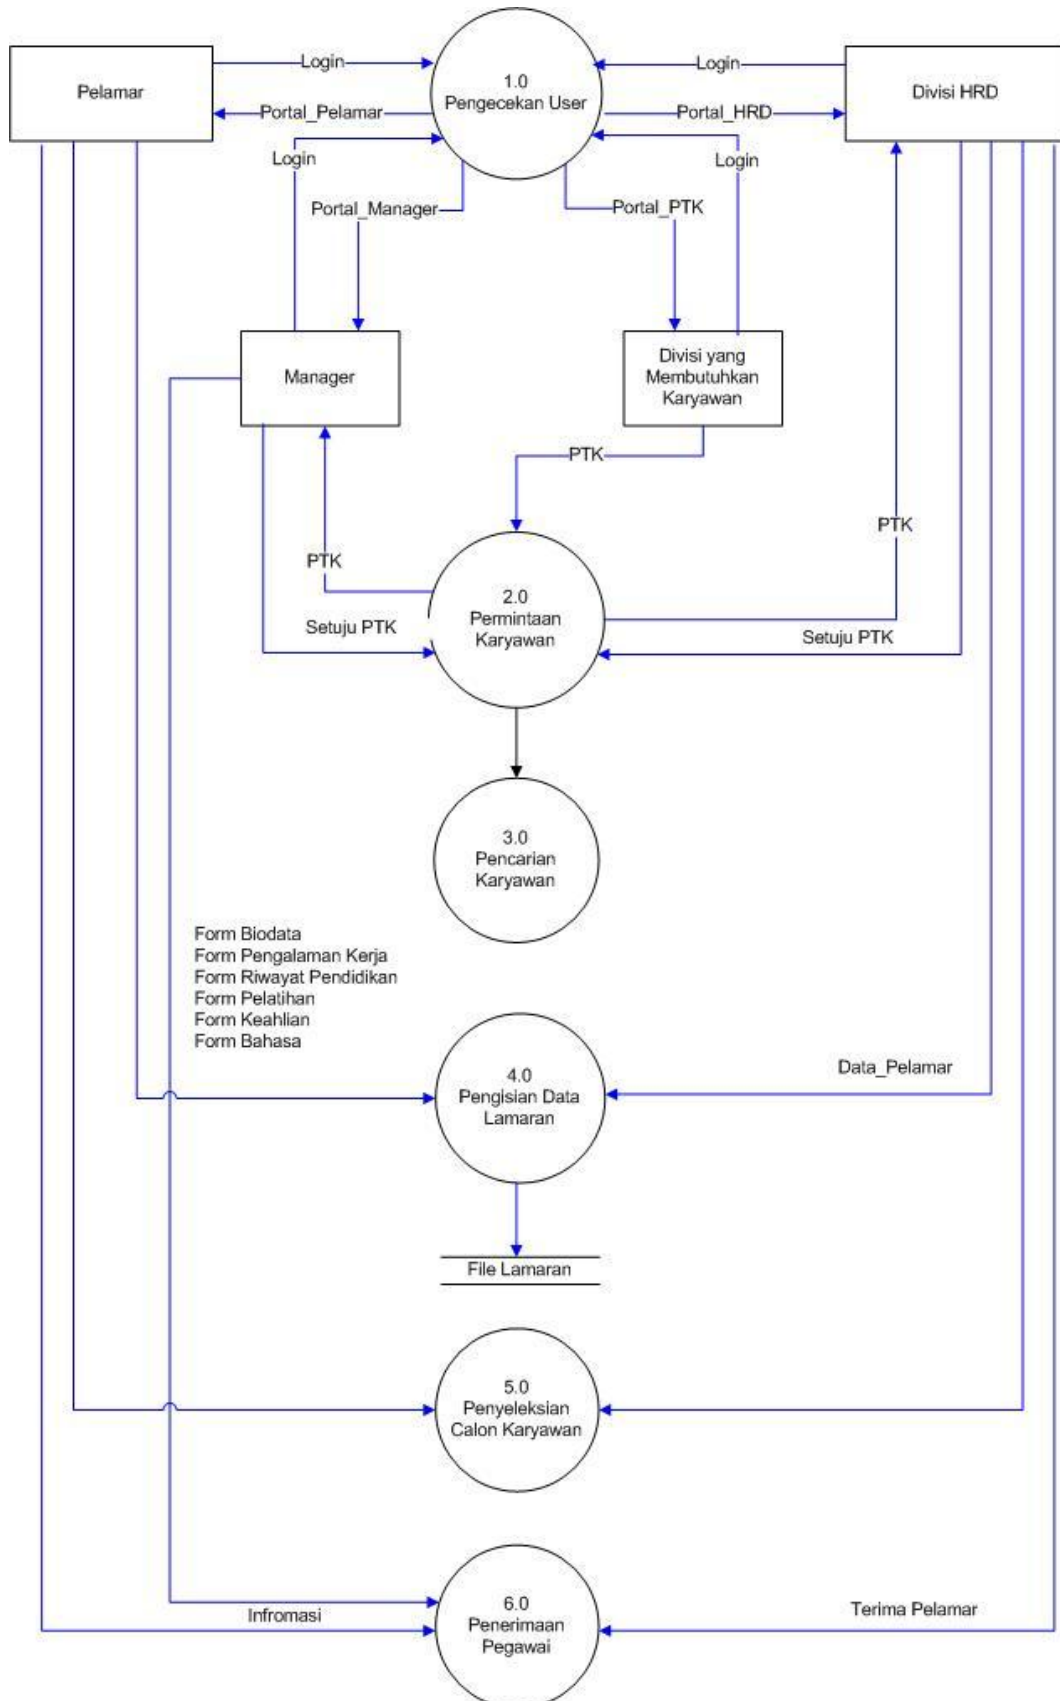 Login
Login
1.0
Pengecekan User
Pelamar
Divisi HRD
Portal_Pelamar
Portal_HRD
Login
Login
Portal_Manager
Portal_PTK
Manager
Divisi yang
Membutuhkan
Karyawan
PTK
PTK
PTK
2.0
Permintaan
Karyawan
Setuju PTK
Setuju PTK
3.0
Pencarian
Karyawan
Form Biodata
Form Pengalaman Kerja
Form Riwayat Pendidikan
Form Pelatihan
Form Keahlian
Form Bahasa
4.0
Pengisian Data
Lamaran
Data_Pelamar
File Lamaran
5.0
Penyeleksian
Calon Karyawan
6.0
Penerimaan
Pegawai
Infromasi
Terima Pelamar